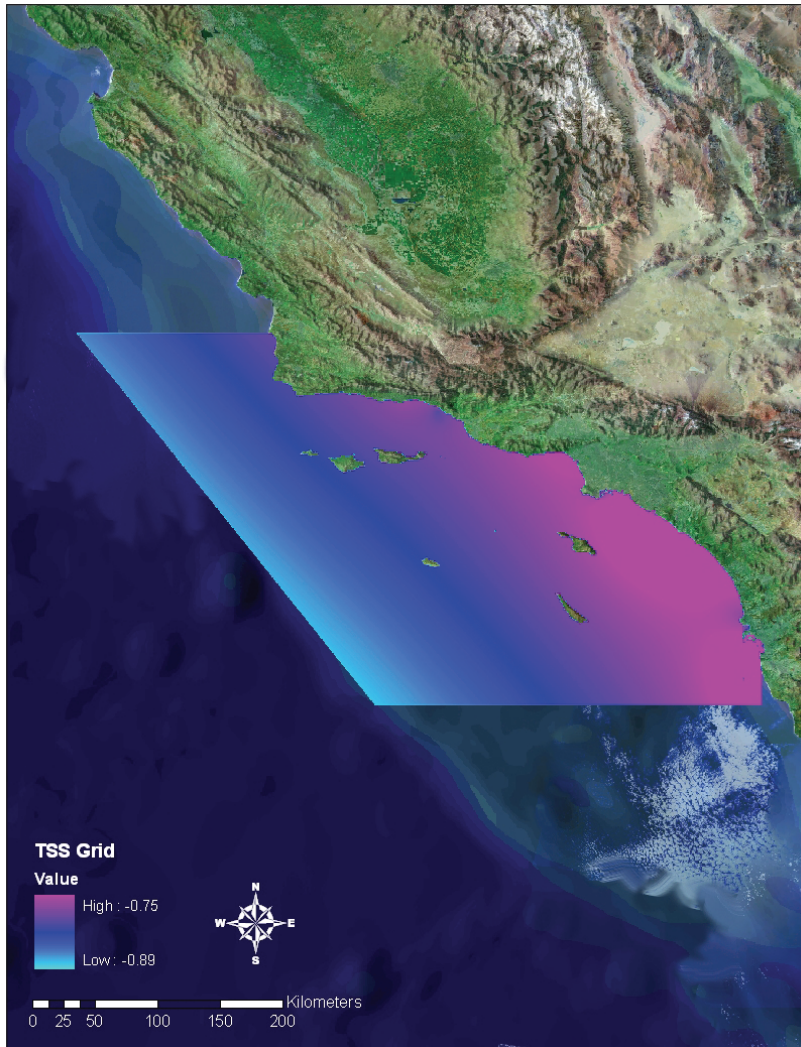 TSS Grid
Value
High : -0.75
Low : -0.89
N
W E
S
Kilometers
0 25 50 100 150 200